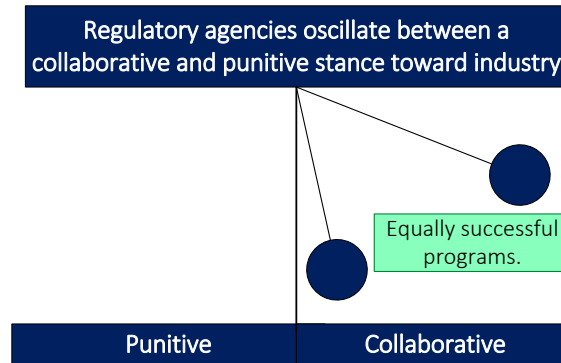 Regulatory agencies oscillate between a
collaborative and punitive stance toward industry
Equally successful
programs.
Punitive
Collaborative